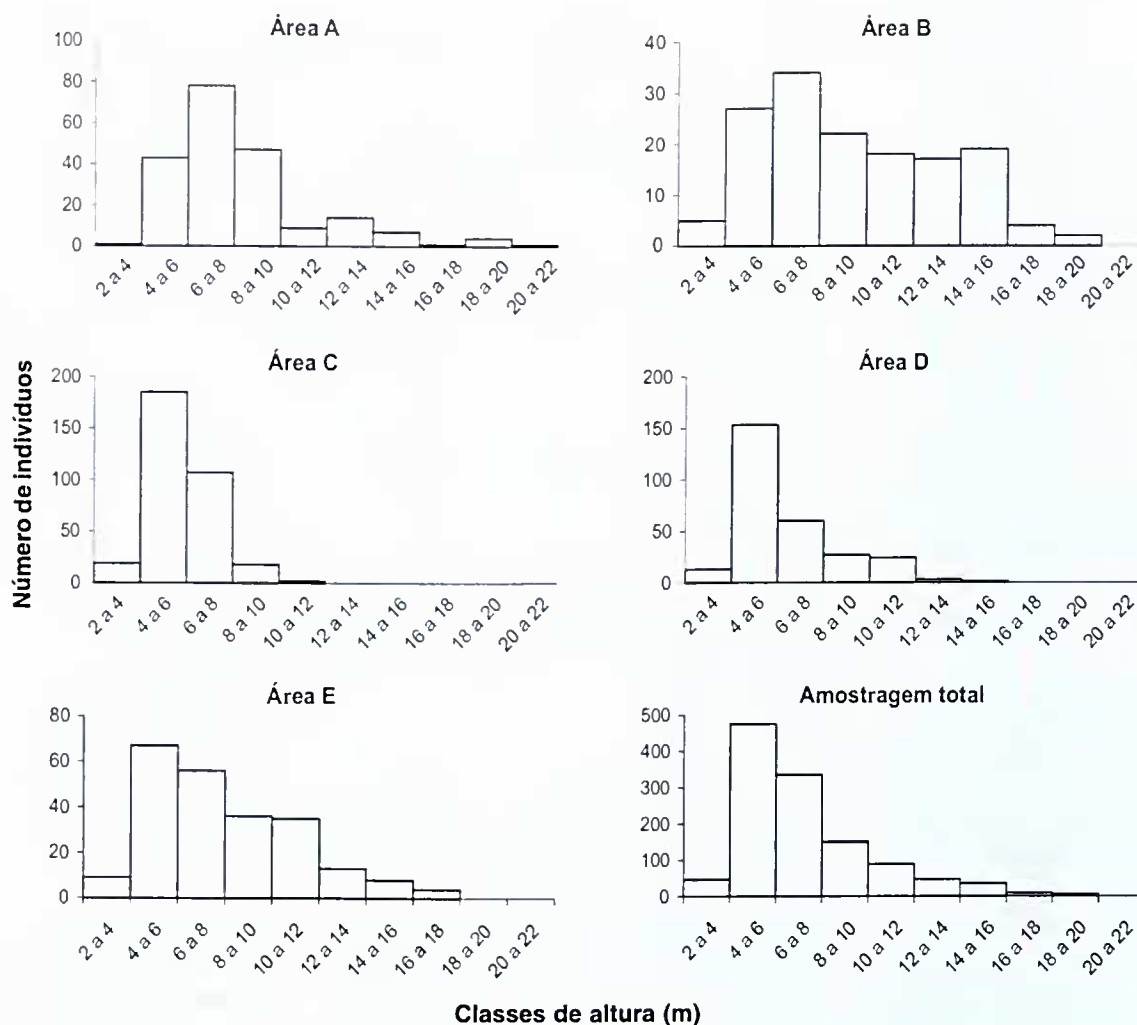 Área A
100
80
60
40
20
0
2 a 4
4 a 6
6 a 8
8 a 10
10 a 12
12 a 14
14 a 16
16 a 18
18 a 20
20 a 22
Área B
40
30
20
10
0
2 a 4
4 a 6
6 a 8
8 a 10
10 a 12
12 a 14
14 a 16
16 a 18
18 a 20
20 a 22
Número de indivíduos
Área C
200
150
100
50
0
2 a 4
4 a 6
6 a 8
8 a 10
10 a 12
12 a 14
14 a 16
16 a 18
18 a 20
20 a 22
Área D
200
150
100
50
0
2 a 4
4 a 6
6 a 8
8 a 10
10 a 12
12 a 14
14 a 16
16 a 18
18 a 20
20 a 22
Área E
80
60
40
20
0
2 a 4
4 a 6
6 a 8
8 a 10
10 a 12
12 a 14
14 a 16
16 a 18
18 a 20
20 a 22
Amostragem total
500
400
300
200
100
0
2 a 4
4 a 6
6 a 8
8 a 10
10 a 12
12 a 14
14 a 16
16 a 18
18 a 20
20 a 22
Classes de altura (m)